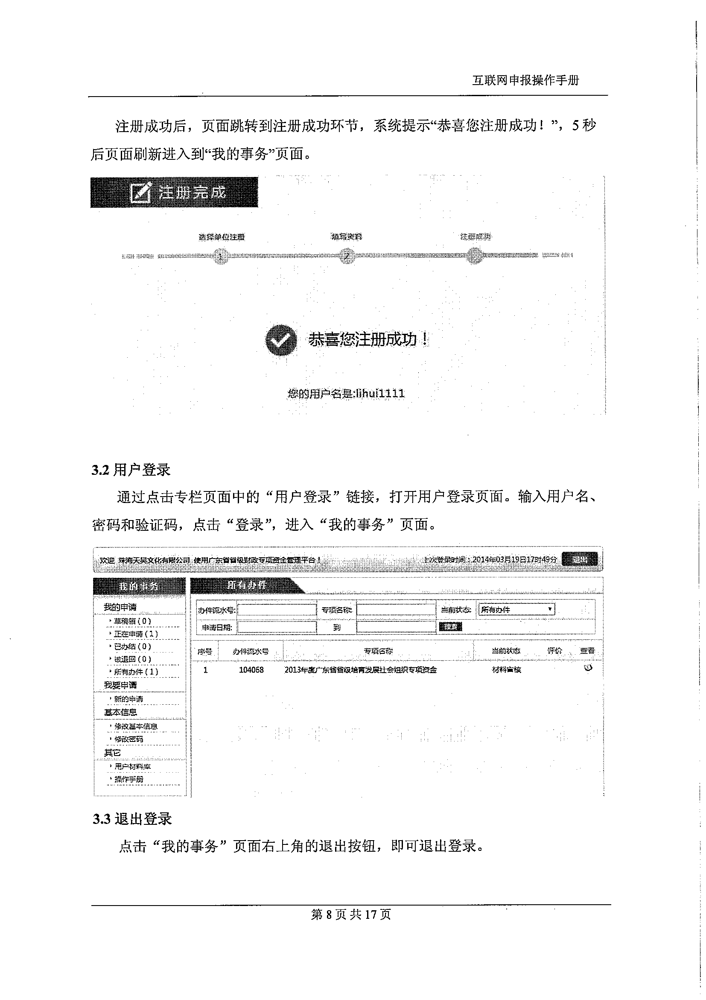 互联网申报操作手册
注册成功后，页面跳转到注册成功环节，系统提示“恭喜您注册成功！”，5秒
后页面刷新进入到“我的事务”页面。
注册完成
选择单位注册 填写资料 注册成功
1 2
恭喜您注册成功！
您的用户名是:lihui1111
3.2 用户登录
通过点击专栏页面中的“用户登录”链接，打开用户登录页面。输入用户名、
密码和验证码，点击“登录”，进入“我的事务”页面。
欢迎 珠海天昊文化有限公司 使用广东省省级财政专项资金管理平台！ 上次登录时间：2014年03月19日17时49分 退出
我的事务
我的申请
草稿箱(0)
正在申请(1)
已办结(0)
被退回(0)
所有办件(1)
我要申请
新的申请
基本信息
修改基本信息
修改密码
其它
用户材料库
操作手册
所有办件
办件流水号: 专项名称: 当前状态: 所有办件
申请日期: 到
序号 办件流水号 专项名称 当前状态 评价 查看
1 104068 2013年度广东省省级培育发展社会组织专项资金 材料审核
3.3 退出登录
点击“我的事务”页面右上角的退出按钮，即可退出登录。
第 8 页 共 17 页